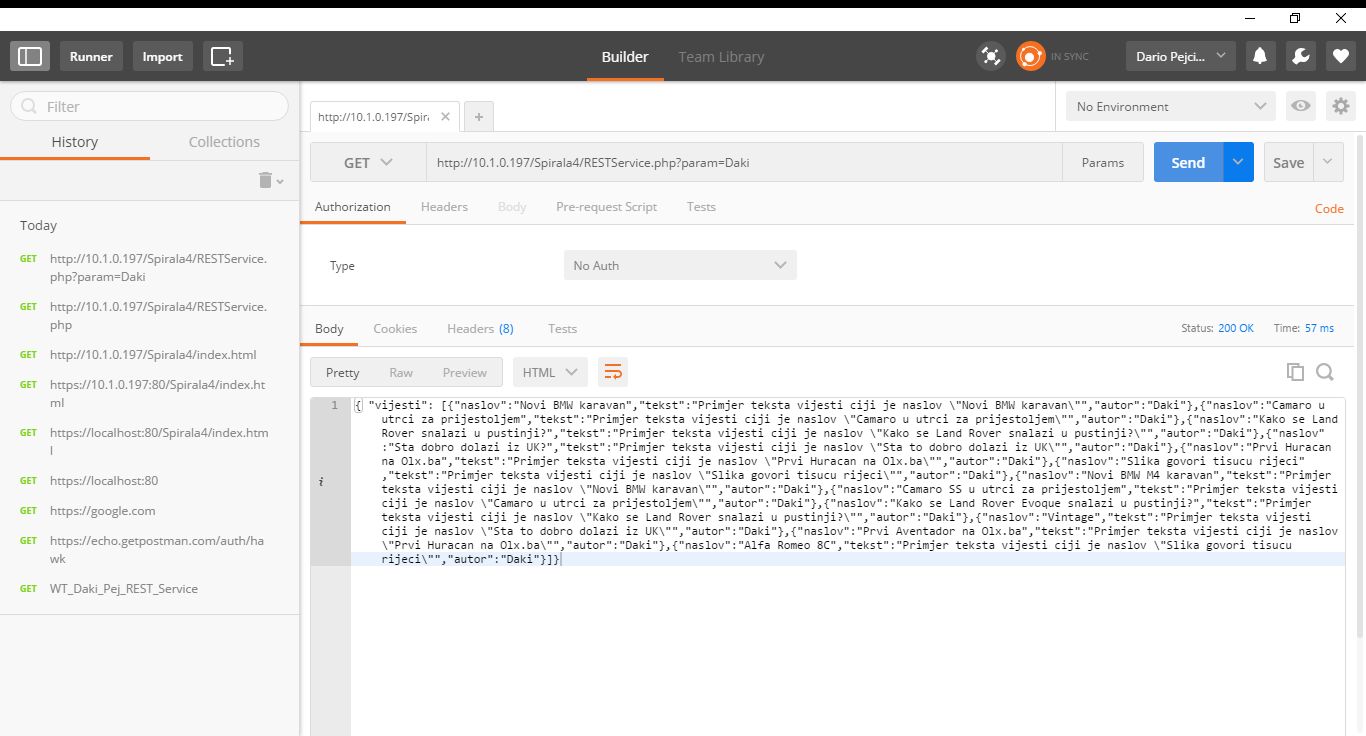 Runner
Import
Builder
Team Library
IN SYNC
Dario Pejci...
Filter
History
Collections
Today
GET http://10.1.0.197/Spirala4/RESTService.
php?param=Daki
GET http://10.1.0.197/Spirala4/RESTService.
php
GET http://10.1.0.197/Spirala4/index.html
GET https://10.1.0.197:80/Spirala4/index.ht
ml
GET https://localhost:80/Spirala4/index.htm
l
GET https://localhost:80
GET https://google.com
GET https://echo.getpostman.com/auth/ha
wk
GET WT_Daki_Pej_REST_Service
http://10.1.0.197/Spira
No Environment
GET
http://10.1.0.197/Spirala4/RESTService.php?param=Daki
Params
Send
Save
Authorization
Headers
Body
Pre-request Script
Tests
Code
Type
No Auth
Body
Cookies
Headers (8)
Tests
Status: 200 OK
Time: 57 ms
Pretty
Raw
Preview
HTML
1
i
{ "vijesti": [{"naslov":"Novi BMW karavan","tekst":"Primjer teksta vijesti ciji je naslov \"Novi BMW karavan\"","autor":"Daki"},{"naslov":"Camaro u
utrci za prijestoljem","tekst":"Primjer teksta vijesti ciji je naslov \"Camaro u utrci za prijestoljem\"","autor":"Daki"},{"naslov":"Kako se Land
Rover snalazi u pustinji?","tekst":"Primjer teksta vijesti ciji je naslov \"Kako se Land Rover snalazi u pustinji?\"","autor":"Daki"},{"naslov"
:"Sta dobro dolazi iz UK?","tekst":"Primjer teksta vijesti ciji je naslov \"Sta to dobro dolazi iz UK\"","autor":"Daki"},{"naslov":"Prvi Huracan
na Olx.ba","tekst":"Primjer teksta vijesti ciji je naslov \"Prvi Huracan na Olx.ba\"","autor":"Daki"},{"naslov":"Slika govori tisucu rijeci"
,"tekst":"Primjer teksta vijesti ciji je naslov \"Slika govori tisucu rijeci\"","autor":"Daki"},{"naslov":"Novi BMW M4 karavan","tekst":"Primjer
teksta vijesti ciji je naslov \"Novi BMW karavan\"","autor":"Daki"},{"naslov":"Camaro SS u utrci za prijestoljem","tekst":"Primjer teksta vijesti
ciji je naslov \"Camaro u utrci za prijestoljem\"","autor":"Daki"},{"naslov":"Kako se Land Rover Evoque snalazi u pustinji?","tekst":"Primjer
teksta vijesti ciji je naslov \"Kako se Land Rover snalazi u pustinji?\"","autor":"Daki"},{"naslov":"Vintage","tekst":"Primjer teksta vijesti
ciji je naslov \"Sta to dobro dolazi iz UK\"","autor":"Daki"},{"naslov":"Prvi Aventador na Olx.ba","tekst":"Primjer teksta vijesti ciji je naslov
\"Prvi Huracan na Olx.ba\"","autor":"Daki"},{"naslov":"Alfa Romeo 8C","tekst":"Primjer teksta vijesti ciji je naslov \"Slika govori tisucu
rijeci\"","autor":"Daki"}]}